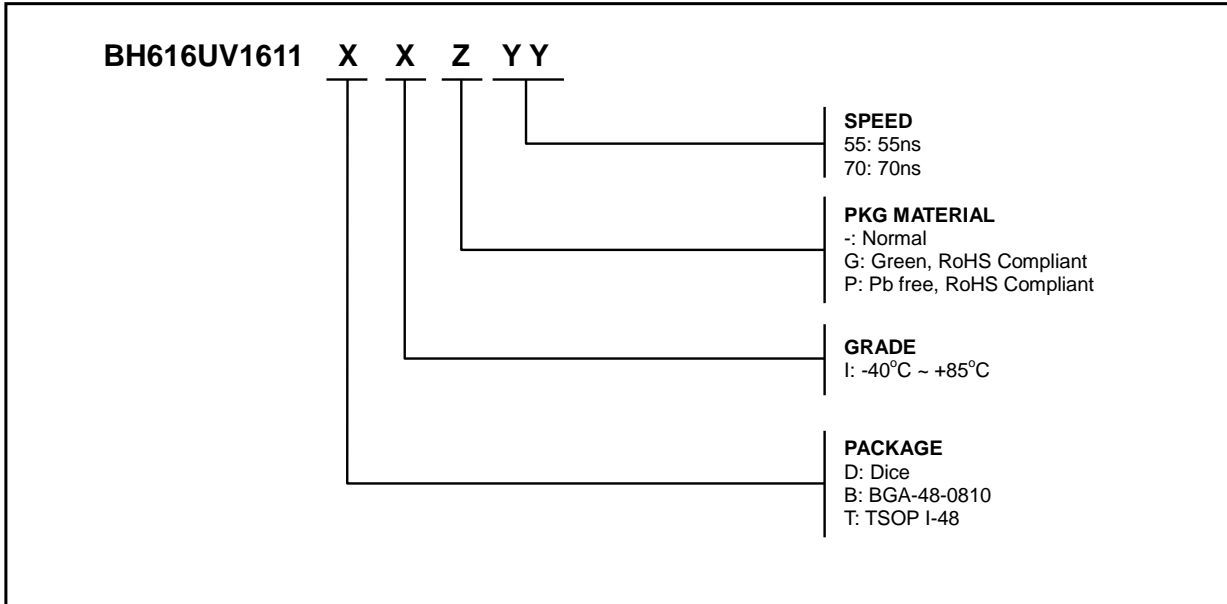 BH616UV1611 X X Z Y Y
SPEED
55: 55ns
70: 70ns
PKG MATERIAL
-: Normal
G: Green, RoHS Compliant
P: Pb free, RoHS Compliant
GRADE
I: -40°C ~ +85°C
PACKAGE
D: Dice
B: BGA-48-0810
T: TSOP I-48